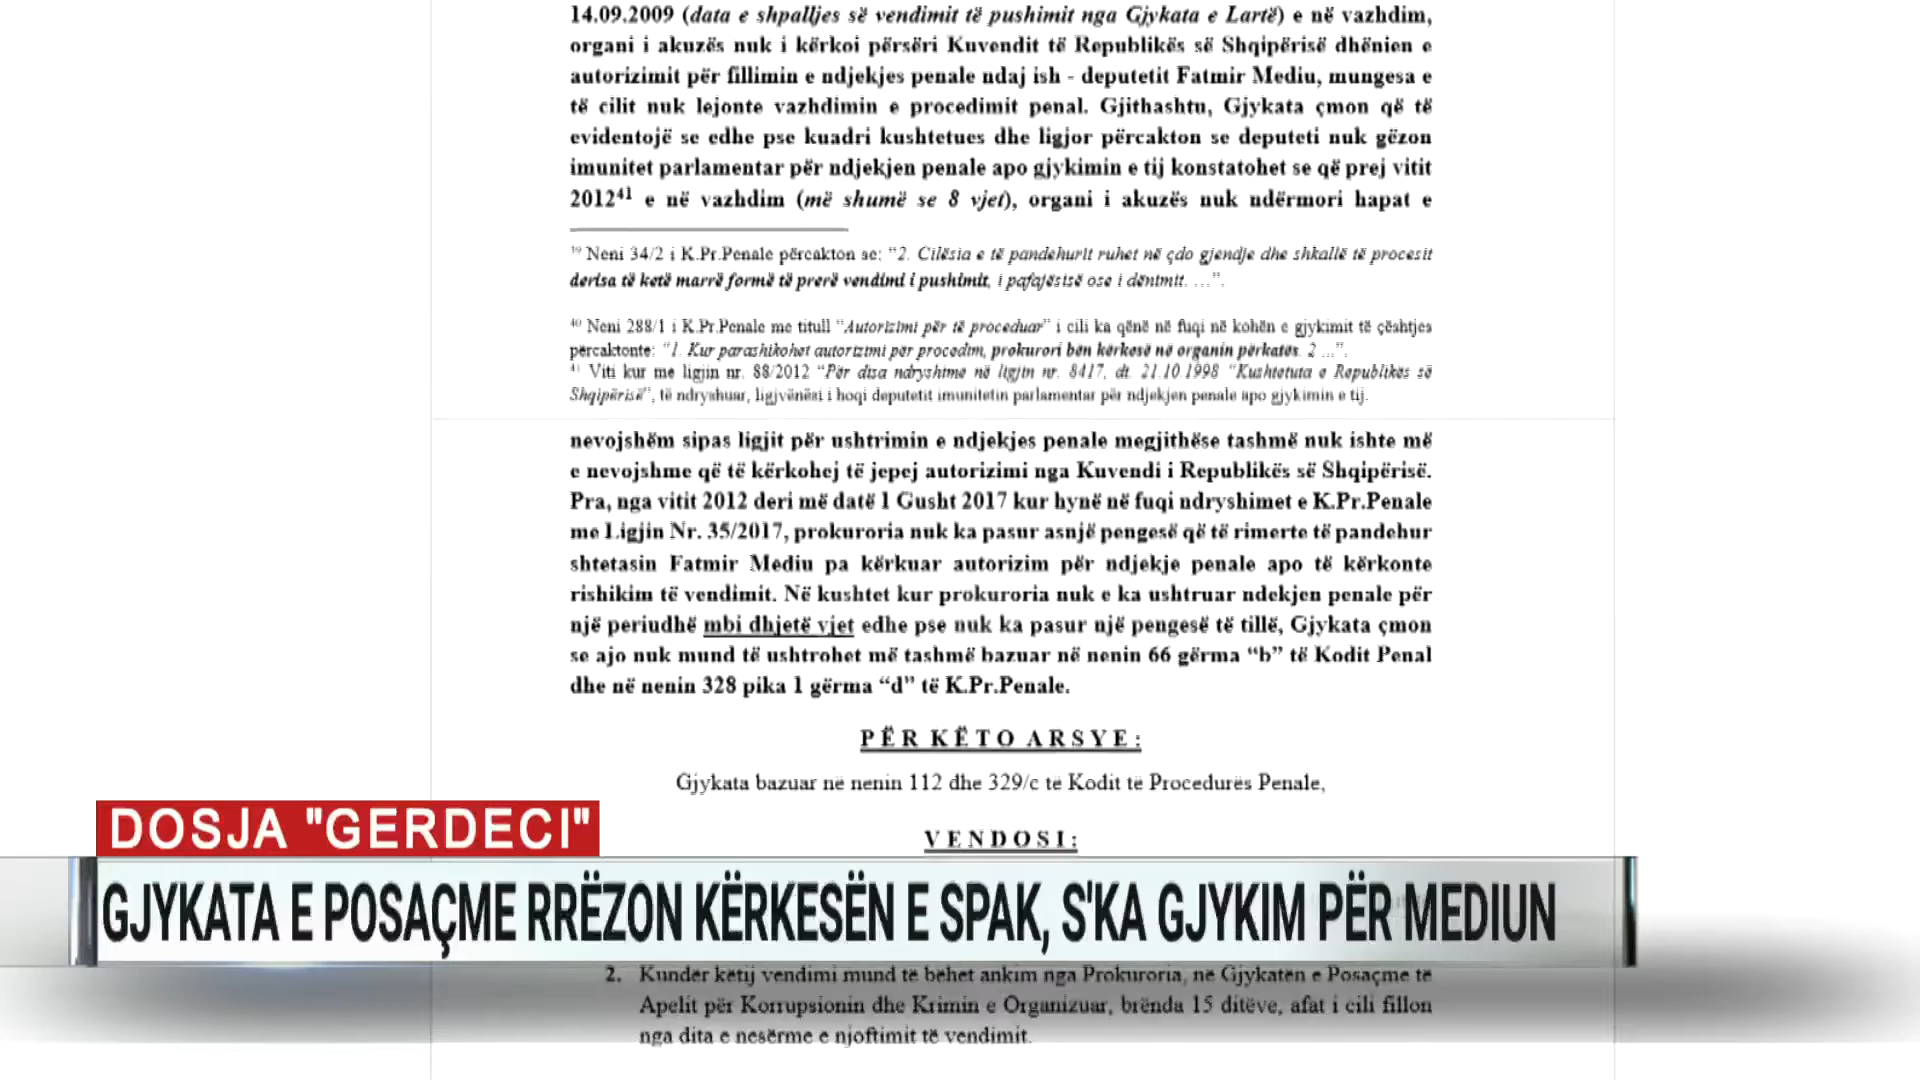 14.09.2009 (data e shpalljes së vendimit të pushimit nga Gjykata e Lartë) e në vazhdim,
organi i akuzës nuk i kërkoi përsëri Kuvendit të Republikës së Shqipërisë dhënien e
autorizimit për fillimin e ndjekjes penale ndaj ish - deputetit Fatmir Mediu, mungesa e
të cilit nuk lejonte vazhdimin e procedimit penal. Gjithashtu, Gjykata çmon që të
evidentojë se edhe pse kuadri kushtetues dhe ligjor përcakton se deputeti nuk gëzon
imunitet parlamentar për ndjekjen penale apo gjykimin e tij konstatohet se që prej vitit
2012⁴¹ e në vazhdim (më shumë se 8 vjet), organi i akuzës nuk ndërmori hapat e
³⁹ Neni 34/2 i K.Pr.Penale përcakton se: "2. Cilësia e të pandehurit ruhet në çdo gjendje dhe shkallë të procesit
derisa të ketë marrë formë të prerë vendimi i pushimit, i pafajësisë ose i dënimit. …".
⁴⁰ Neni 288/1 i K.Pr.Penale me titull "Autorizimi për të proceduar" i cili ka qënë në fuqi në kohën e gjykimit të çështjes
përcaktonte: "1. Kur parashikohet autorizimi për procedim, prokurori bën kërkesë në organin përkatës. 2 …".
⁴¹ Viti kur me ligjin nr. 88/2012 "Për disa ndryshime në ligjin nr. 8417, dt. 21.10.1998 "Kushtetuta e Republikës së
Shqipërisë", të ndryshuar, ligjvënësi i hoqi deputetit imunitetin parlamentar për ndjekjen penale apo gjykimin e tij.
nevojshëm sipas ligjit për ushtrimin e ndjekjes penale megjithëse tashmë nuk ishte më
e nevojshme që të kërkohej të jepej autorizimi nga Kuvendi i Republikës së Shqipërisë.
Pra, nga vitit 2012 deri më datë 1 Gusht 2017 kur hynë në fuqi ndryshimet e K.Pr.Penale
me Ligjin Nr. 35/2017, prokuroria nuk ka pasur asnjë pengesë që të rimerte të pandehur
shtetasin Fatmir Mediu pa kërkuar autorizim për ndjekje penale apo të kërkonte
rishikim të vendimit. Në kushtet kur prokuroria nuk e ka ushtruar ndekjen penale për
një periudhë mbi dhjetë vjet edhe pse nuk ka pasur një pengesë të tillë, Gjykata çmon
se ajo nuk mund të ushtrohet më tashmë bazuar në nenin 66 gërma "b" të Kodit Penal
dhe në nenin 328 pika 1 gërma "d" të K.Pr.Penale.
PËR KËTO ARSYE:
Gjykata bazuar në nenin 112 dhe 329/c të Kodit të Procedurës Penale,
VENDOSI:
DOSJA "GERDECI"
GJYKATA E POSAÇME RRËZON KËRKESËN E SPAK, S'KA GJYKIM PËR MEDIUN
2. Kundër këtij vendimi mund të bëhet ankim nga Prokuroria, në Gjykatën e Posaçme të
Apelit për Korrupsionin dhe Krimin e Organizuar, brënda 15 ditëve, afat i cili fillon
nga dita e nesërme e njoftimit të vendimit.